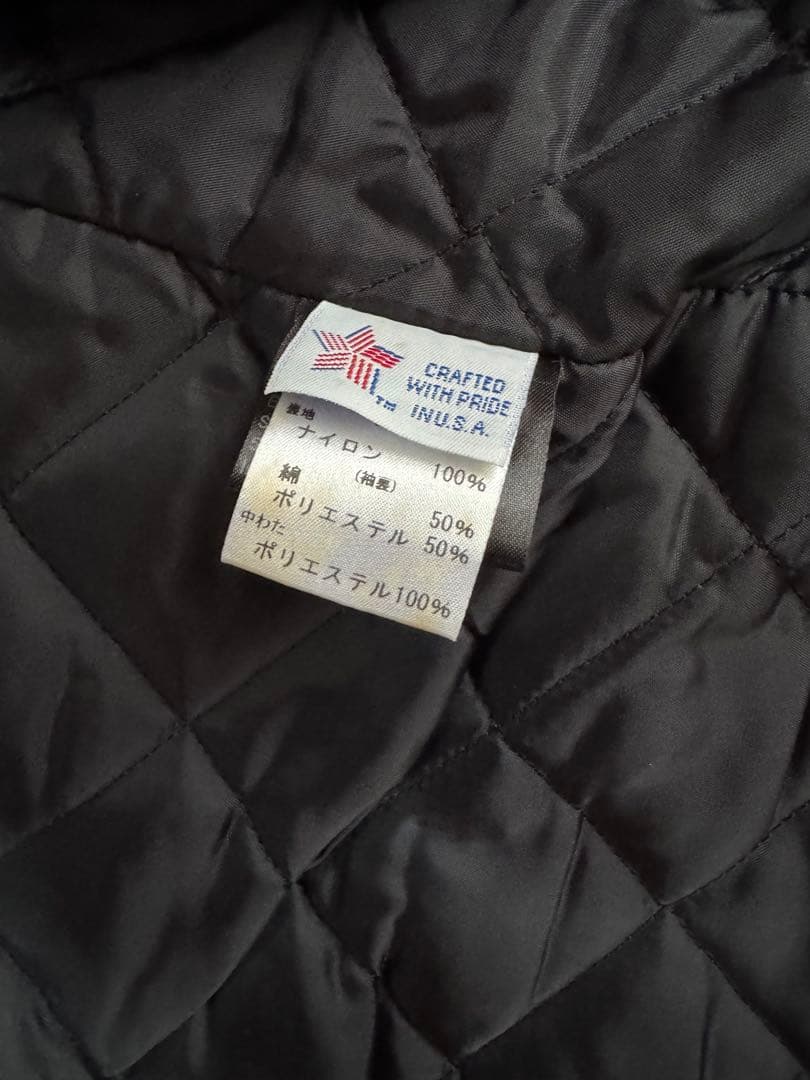 CRAFTED
WITH PRIDE
IN U.S.A.
TM
表地
ナイロン 100%
(袖裏)
綿 50%
ポリエステル 50%
中わた
ポリエステル100%